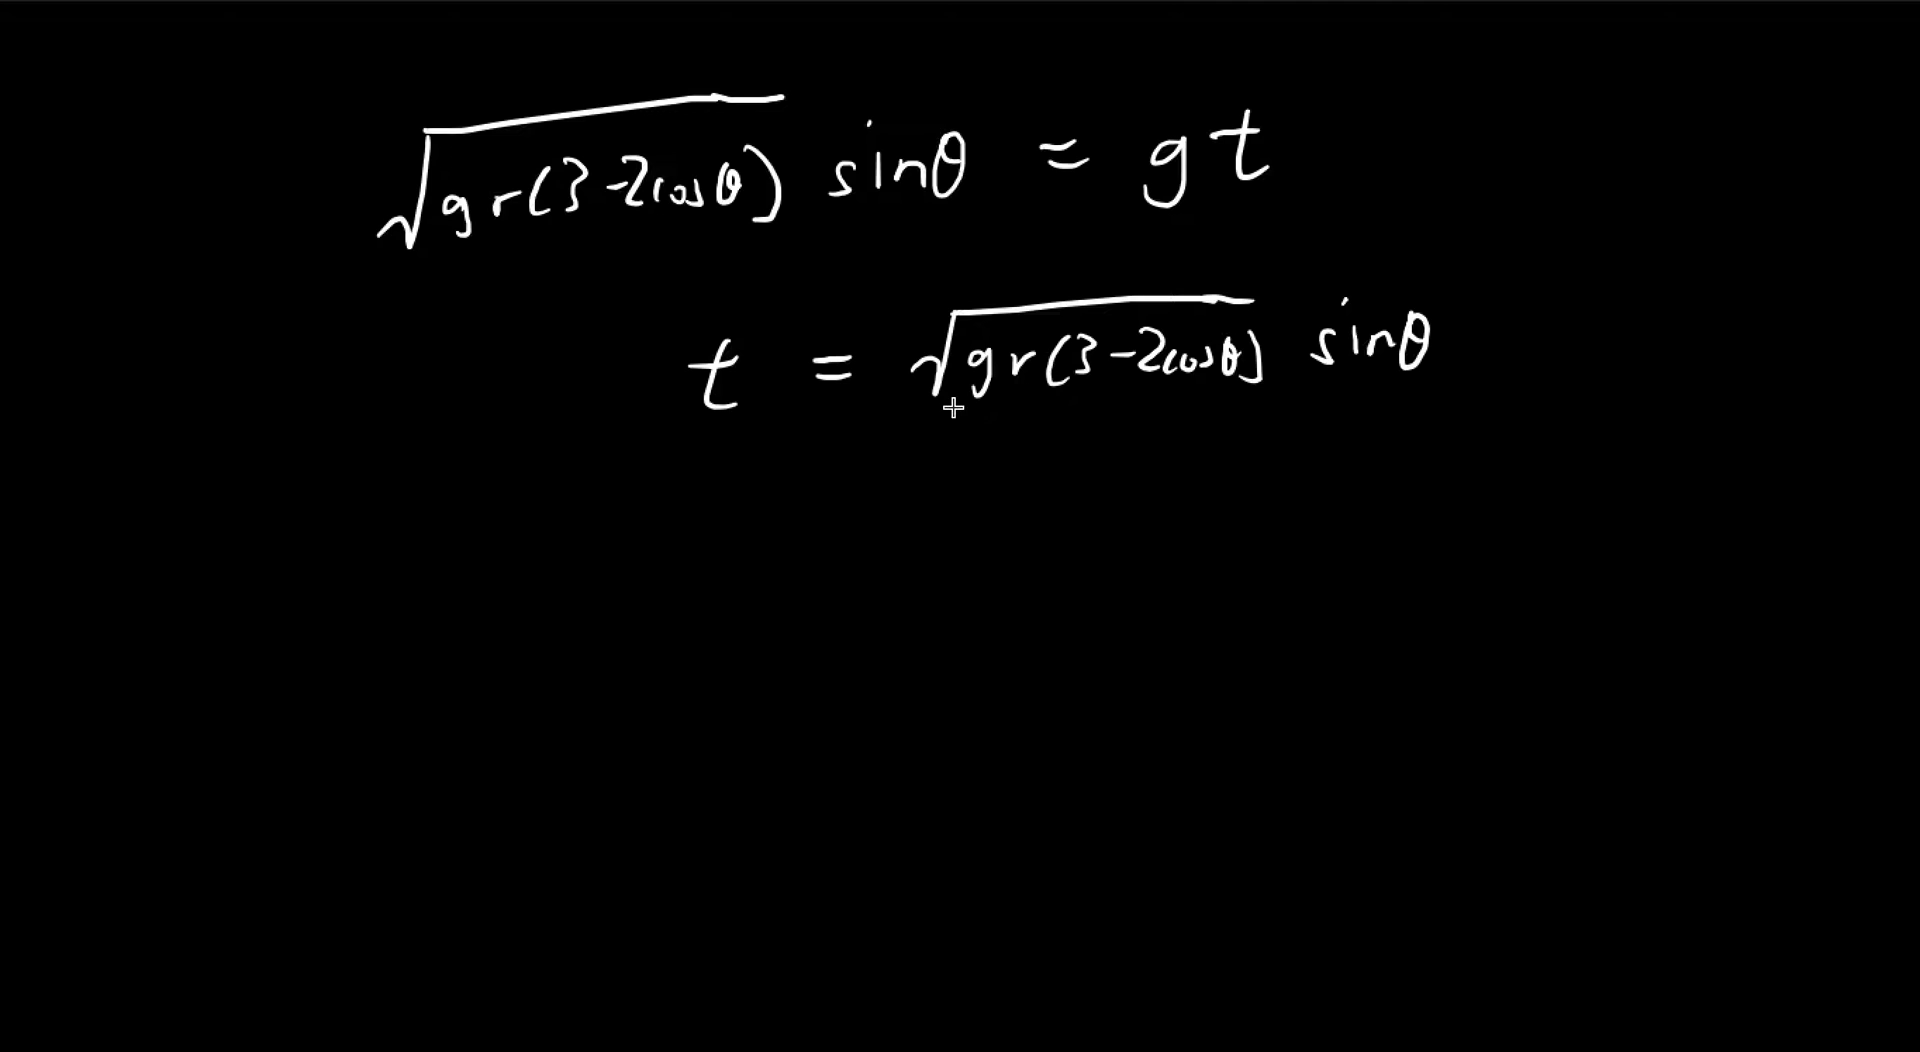 √gr(3-2cosθ) sinθ = gt
t = √gr(3-2cosθ) sinθ